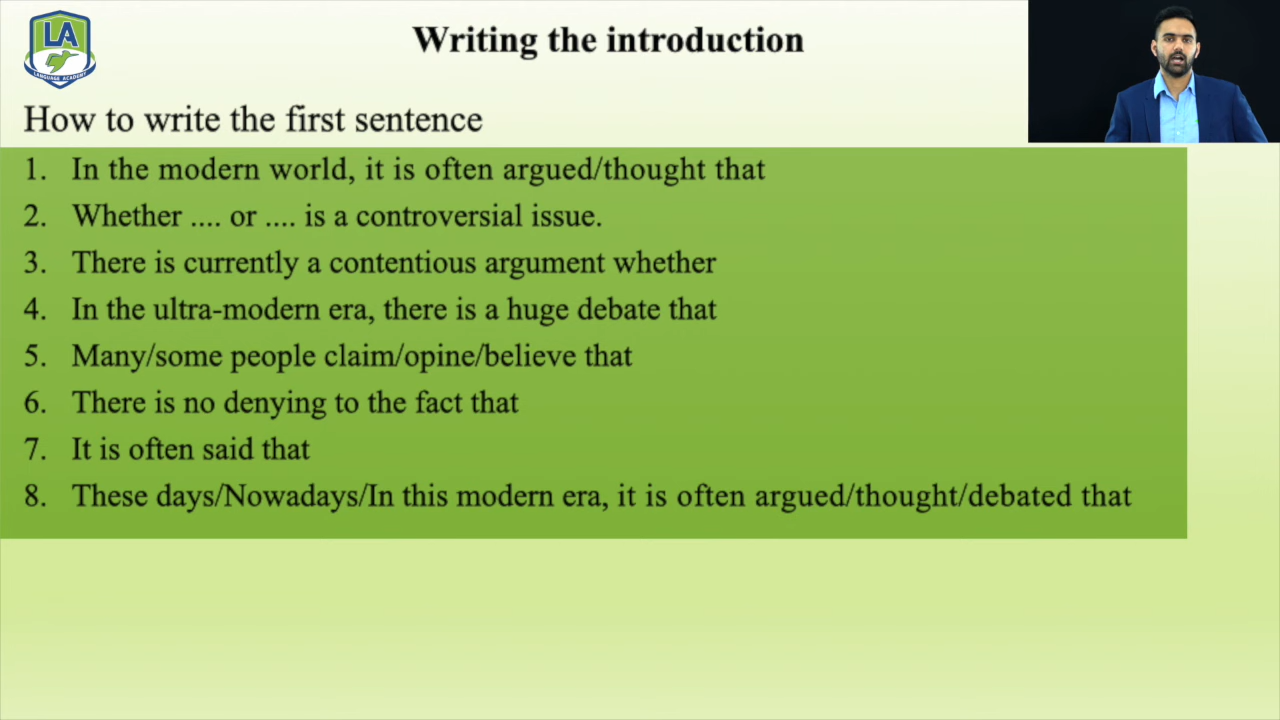 LA
LANGUAGE ACADEMY
Writing the introduction
How to write the first sentence
1. In the modern world, it is often argued/thought that
2. Whether .... or .... is a controversial issue.
3. There is currently a contentious argument whether
4. In the ultra-modern era, there is a huge debate that
5. Many/some people claim/opine/believe that
6. There is no denying to the fact that
7. It is often said that
8. These days/Nowadays/In this modern era, it is often argued/thought/debated that